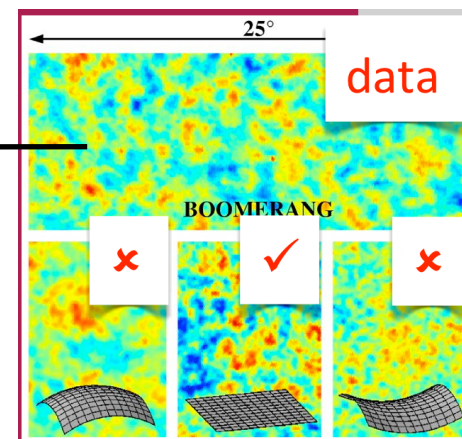 25°
data
BOOMERANG
✘ ✓ ✘